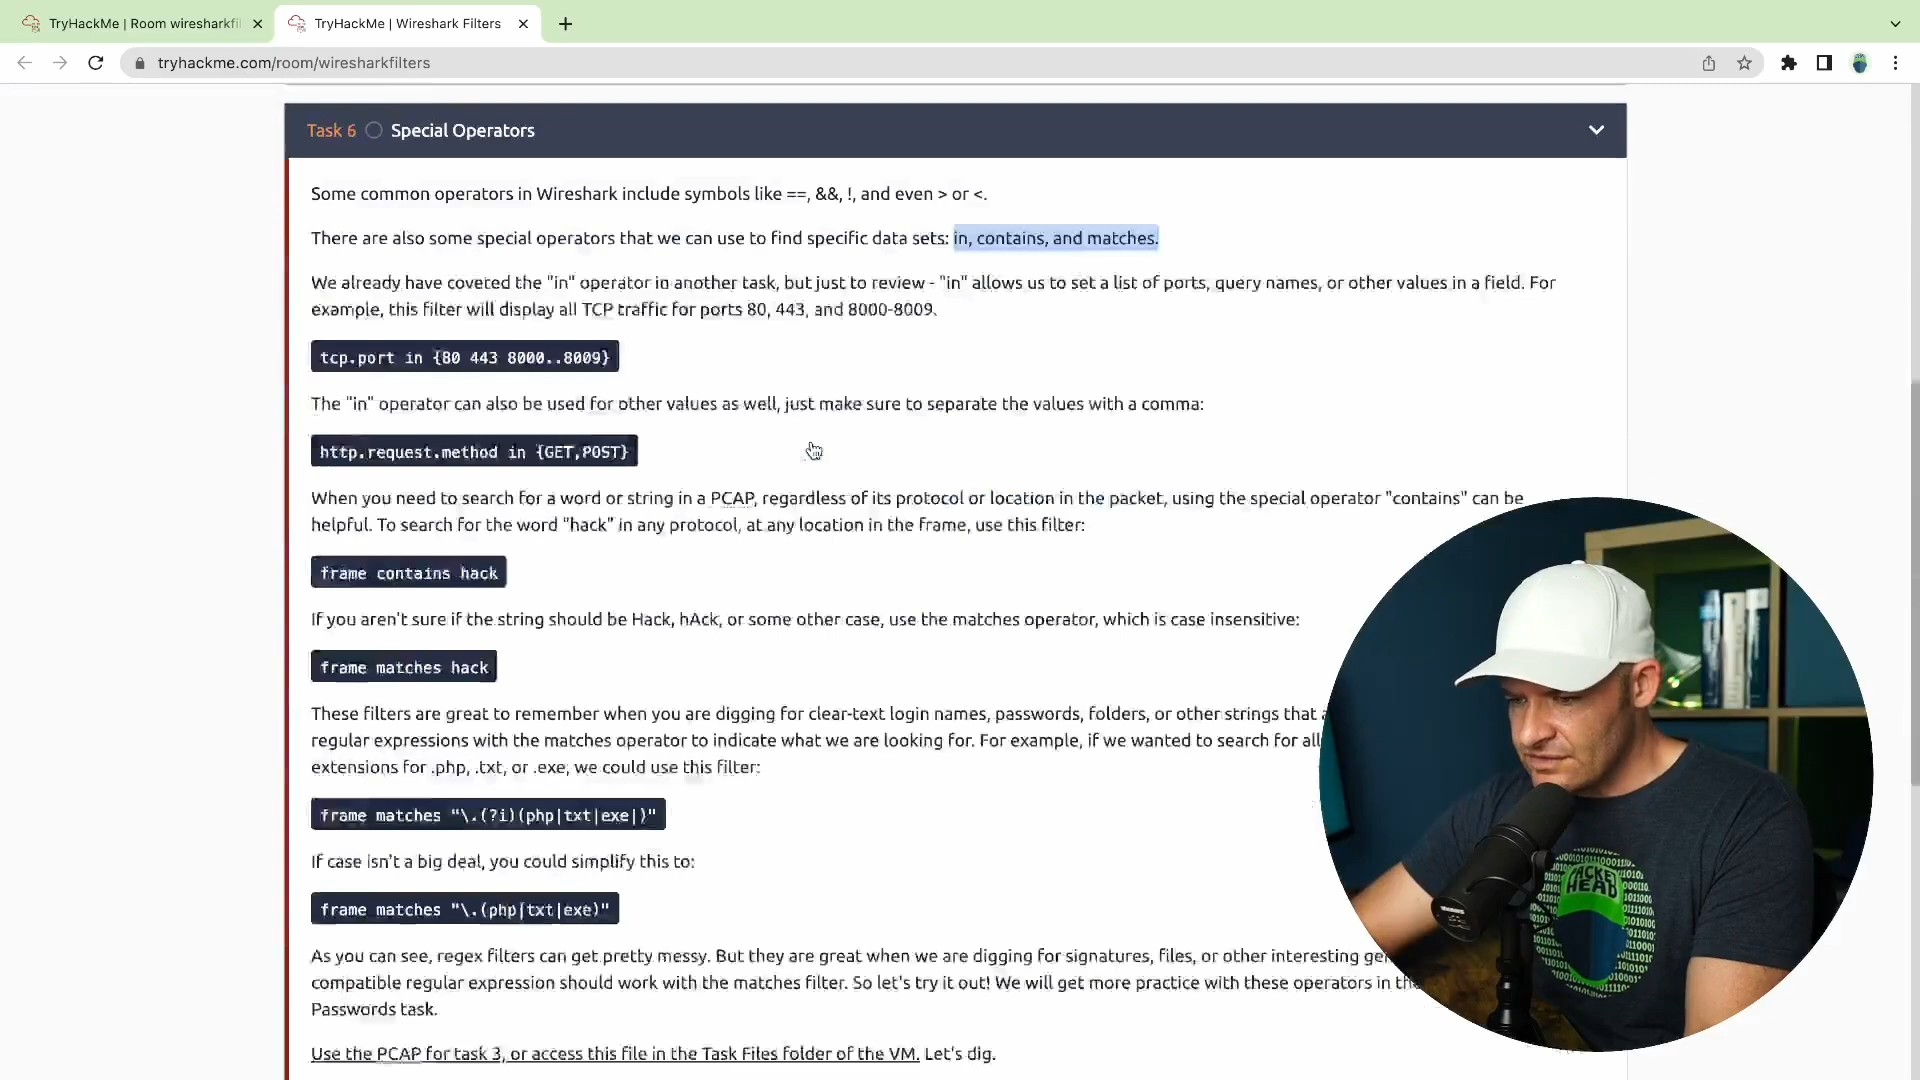 TryHackMe | Room wiresharkfil
TryHackMe | Wireshark Filters
tryhackme.com/room/wiresharkfilters
Task 6 Special Operators
Some common operators in Wireshark include symbols like ==, &&, !, and even > or <.
There are also some special operators that we can use to find specific data sets: in, contains, and matches.
We already have coveted the "in" operator in another task, but just to review - "in" allows us to set a list of ports, query names, or other values in a field. For
example, this filter will display all TCP traffic for ports 80, 443, and 8000-8009.
tcp.port in {80 443 8000..8009}
The "in" operator can also be used for other values as well, just make sure to separate the values with a comma:
http.request.method in {GET,POST}
When you need to search for a word or string in a PCAP, regardless of its protocol or location in the packet, using the special operator "contains" can be
helpful. To search for the word "hack" in any protocol, at any location in the frame, use this filter:
frame contains hack
If you aren't sure if the string should be Hack, hAck, or some other case, use the matches operator, which is case insensitive:
frame matches hack
These filters are great to remember when you are digging for clear-text login names, passwords, folders, or other strings that
regular expressions with the matches operator to indicate what we are looking for. For example, if we wanted to search for all
extensions for .php, .txt, or .exe, we could use this filter:
frame matches "\.(?i)(php|txt|exe|)"
If case isn't a big deal, you could simplify this to:
frame matches "\.(php|txt|exe)"
As you can see, regex filters can get pretty messy. But they are great when we are digging for signatures, files, or other interesting
compatible regular expression should work with the matches filter. So let's try it out! We will get more practice with these operators in
Passwords task.
Use the PCAP for task 3, or access this file in the Task Files folder of the VM. Let's dig.
PACKET
HEAD